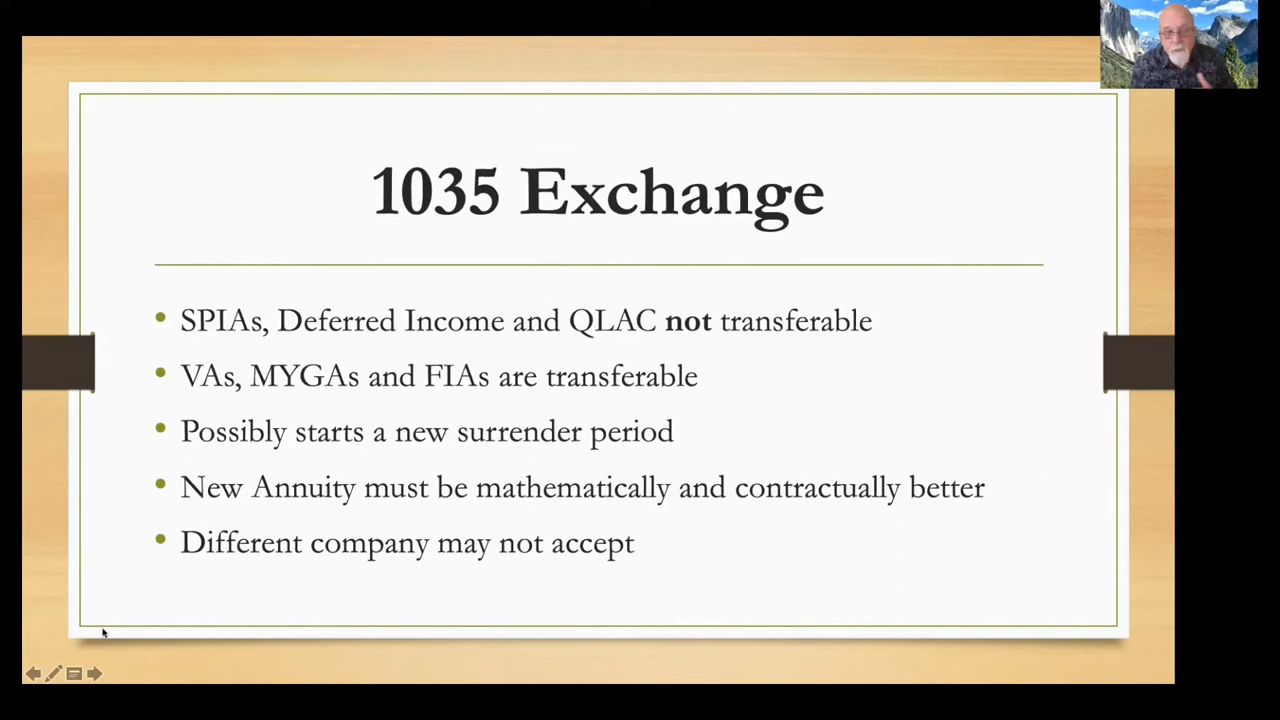 1035 Exchange
SPIAs, Deferred Income and QLAC not transferable
VAs, MYGAs and FIAs are transferable
Possibly starts a new surrender period
New Annuity must be mathematically and contractually better
Different company may not accept